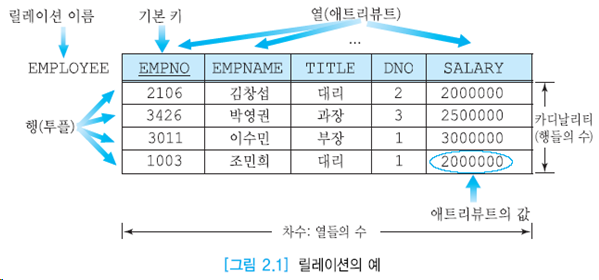 릴레이션 이름 기본 키 열(애트리뷰트)
...
EMPLOYEE EMPNO EMPNAME TITLE DNO SALARY
2106 김창섭 대리 2 2000000
3426 박영권 과장 3 2500000
3011 이수민 부장 1 3000000
1003 조민희 대리 1 2000000
행(튜플)
카디날리티
(행들의 수)
애트리뷰트의 값
차수: 열들의 수
[그림 2.1] 릴레이션의 예